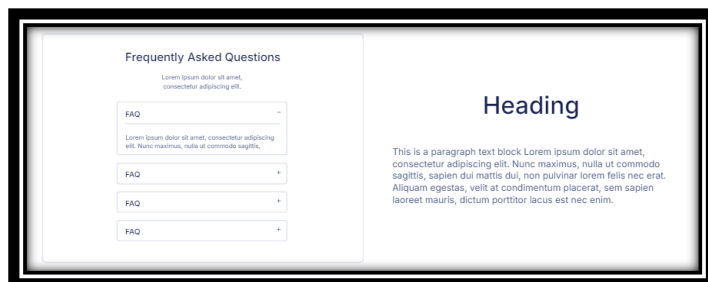 Frequently Asked Questions
Lorem ipsum dolor sit amet,
consectetur adipiscing elit.
FAQ −
Lorem ipsum dolor sit amet, consectetur adipiscing
elit. Nunc maximus, nulla ut commodo sagittis,
FAQ +
FAQ +
FAQ +
Heading
This is a paragraph text block Lorem ipsum dolor sit amet,
consectetur adipiscing elit. Nunc maximus, nulla ut commodo
sagittis, sapien dui mattis dui, non pulvinar lorem felis nec erat.
Aliquam egestas, velit at condimentum placerat, sem sapien
laoreet mauris, dictum porttitor lacus est nec enim.